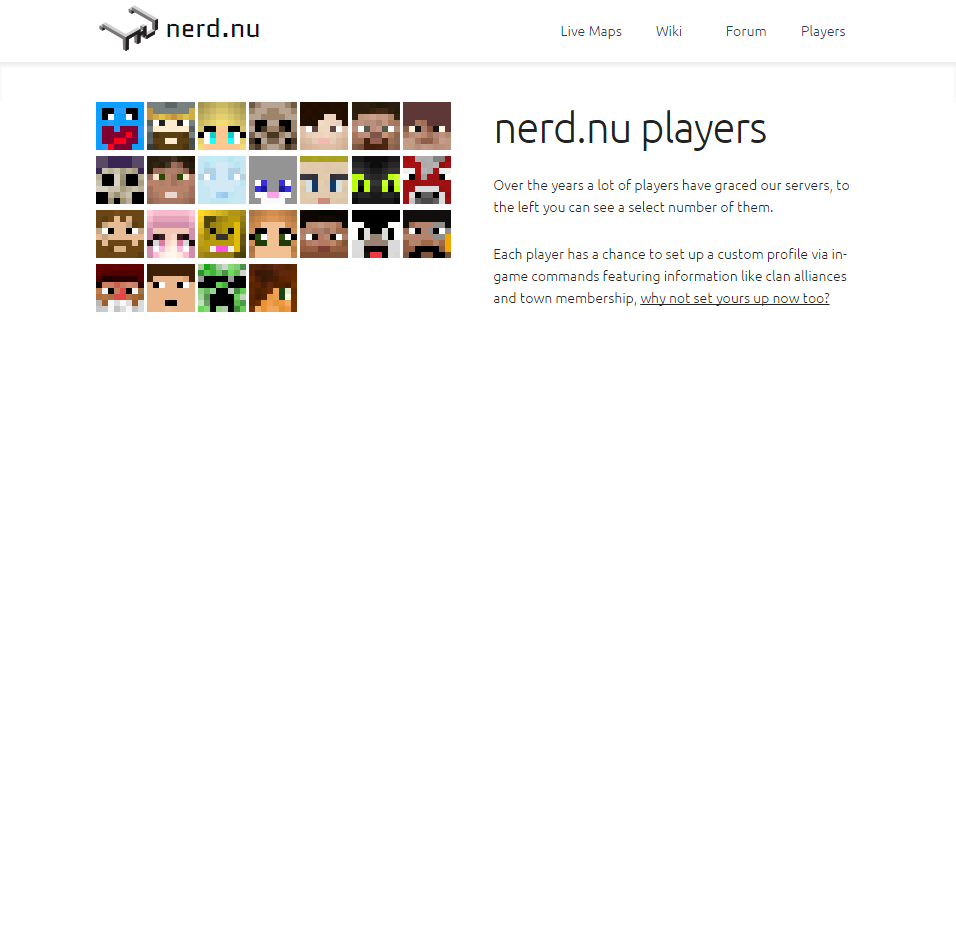 nerd.nu
Live Maps Wiki Forum Players
nerd.nu players
Over the years a lot of players have graced our servers, to
the left you can see a select number of them.
Each player has a chance to set up a custom profile via in-
game commands featuring information like clan alliances
and town membership, why not set yours up now too?